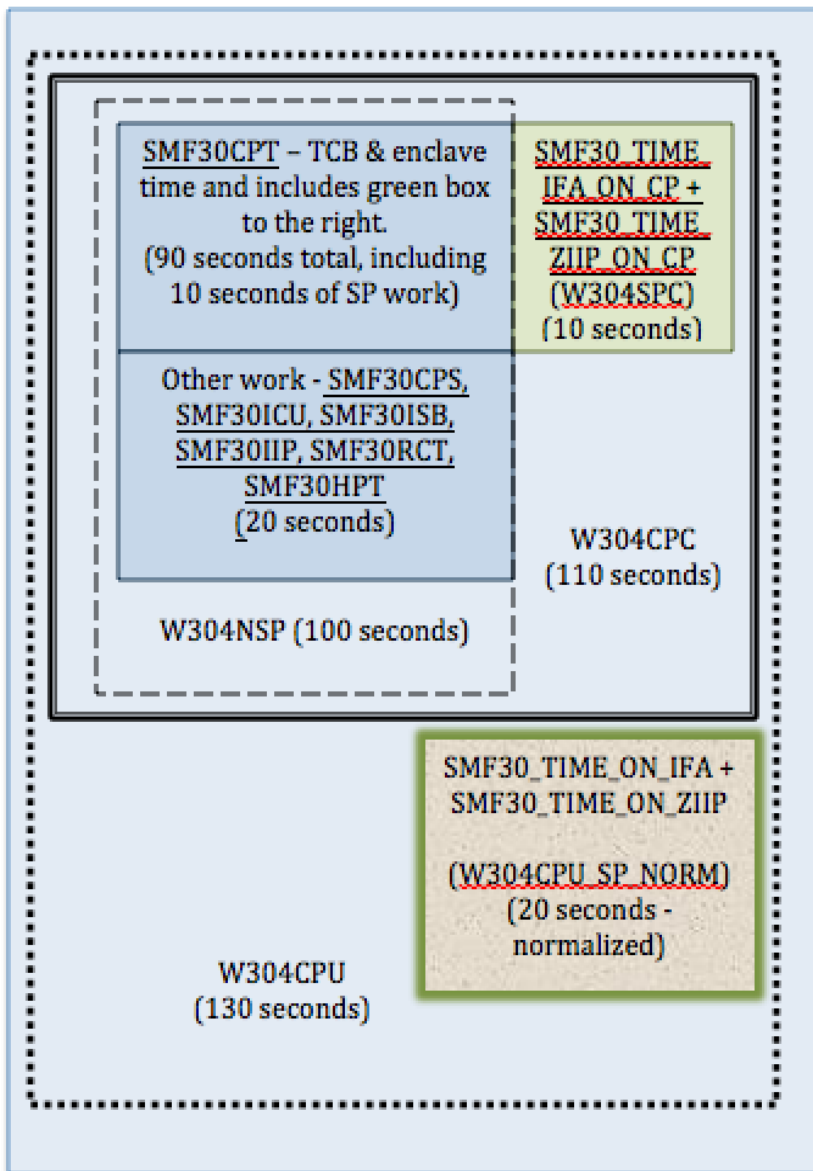 SMF30CPT – TCB & enclave
time and includes green box
to the right.
(90 seconds total, including
10 seconds of SP work)
SMF30_TIME_
IFA_ON_CP +
SMF30_TIME_
ZIIP_ON_CP
(W304SPC)
(10 seconds)
Other work - SMF30CPS,
SMF30ICU, SMF30ISB,
SMF30IIP, SMF30RCT,
SMF30HPT
(20 seconds)
W304CPC
(110 seconds)
W304NSP (100 seconds)
SMF30_TIME_ON_IFA +
SMF30_TIME_ON_ZIIP
(W304CPU_SP_NORM)
(20 seconds -
normalized)
W304CPU
(130 seconds)